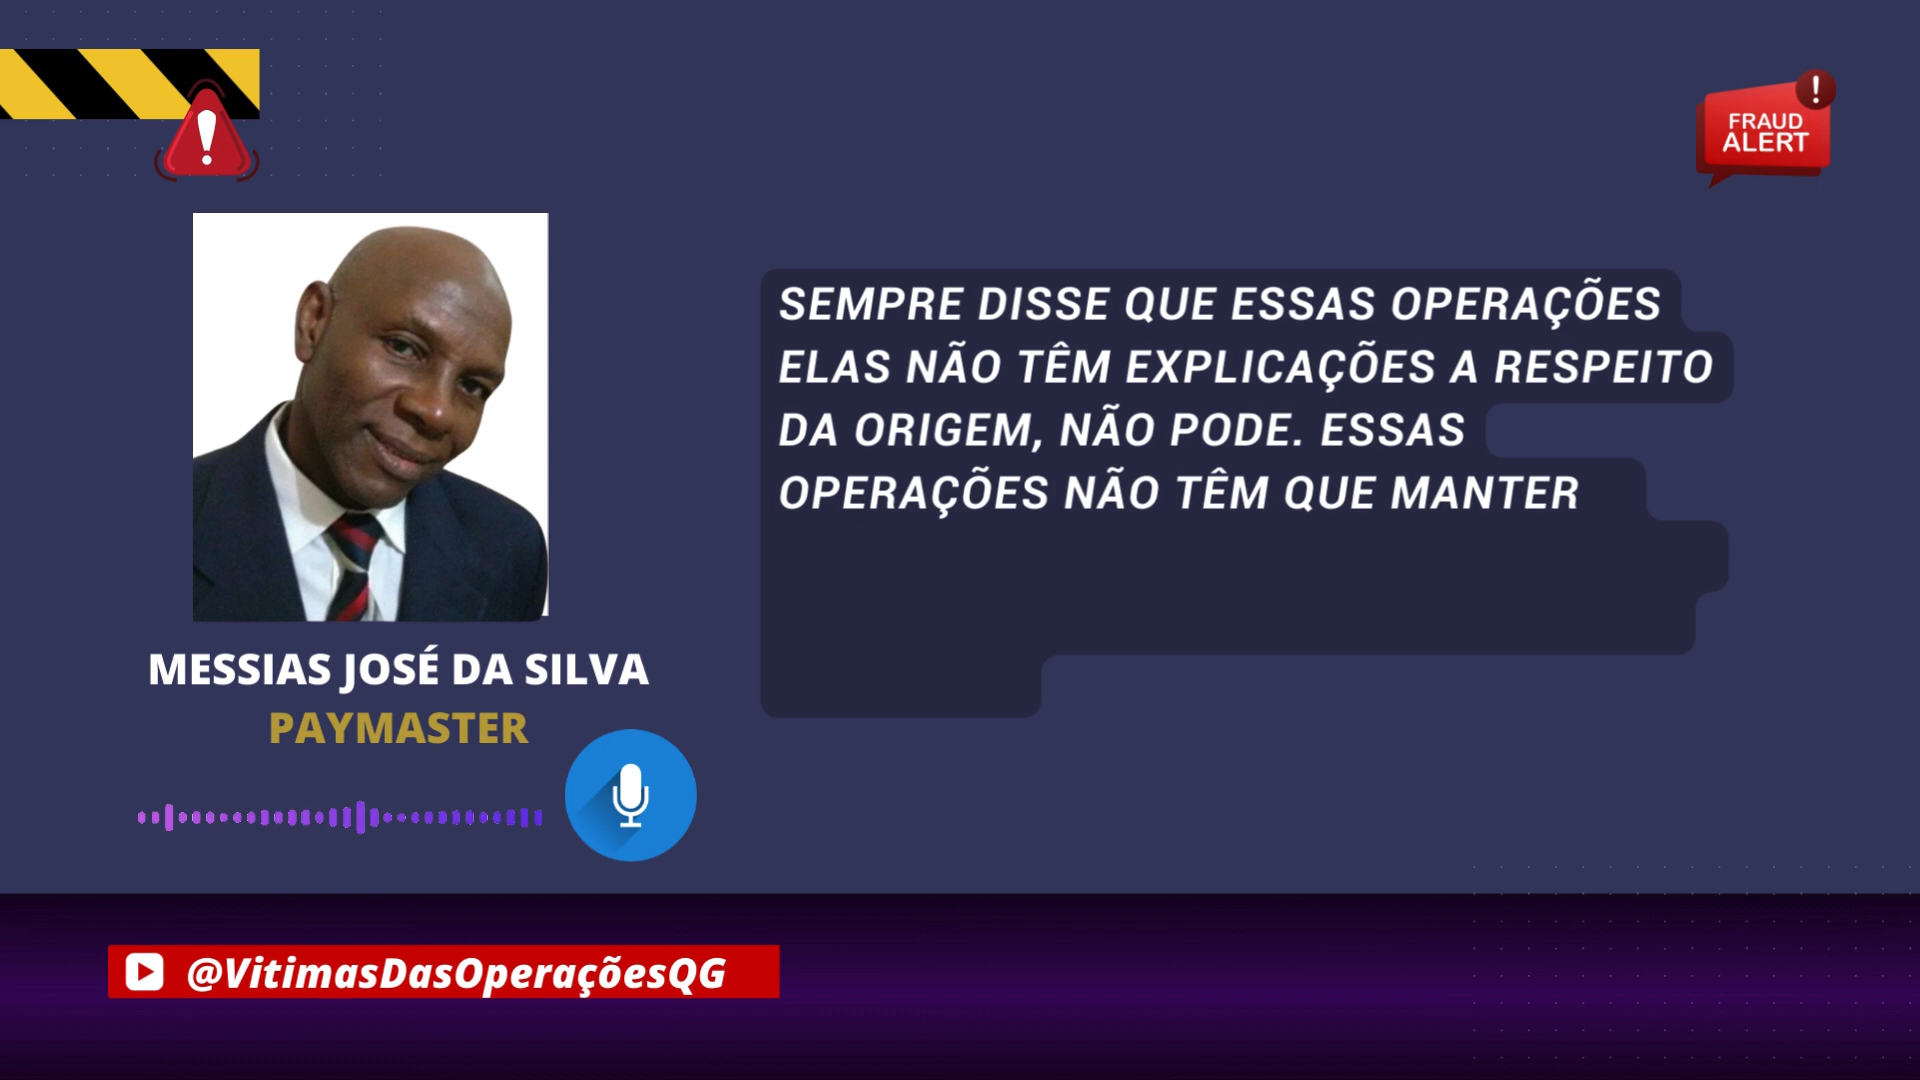 FRAUD
ALERT
SEMPRE DISSE QUE ESSAS OPERAÇÕES
ELAS NÃO TÊM EXPLICAÇÕES A RESPEITO
DA ORIGEM, NÃO PODE. ESSAS
OPERAÇÕES NÃO TÊM QUE MANTER
MESSIAS JOSÉ DA SILVA
PAYMASTER
@VitimasDasOperaçõesQG